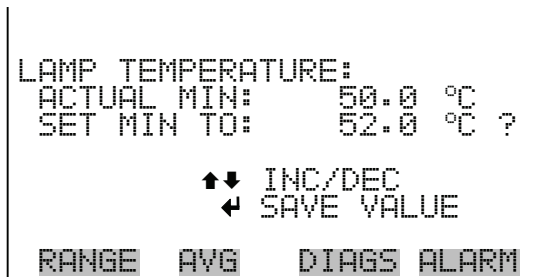 LAMP TEMPERATURE:
ACTUAL MIN: 50.0 °C
SET MIN TO: 52.0 °C ?
↑↓ INC/DEC
↵ SAVE VALUE
RANGE AVG DIAGS ALARM